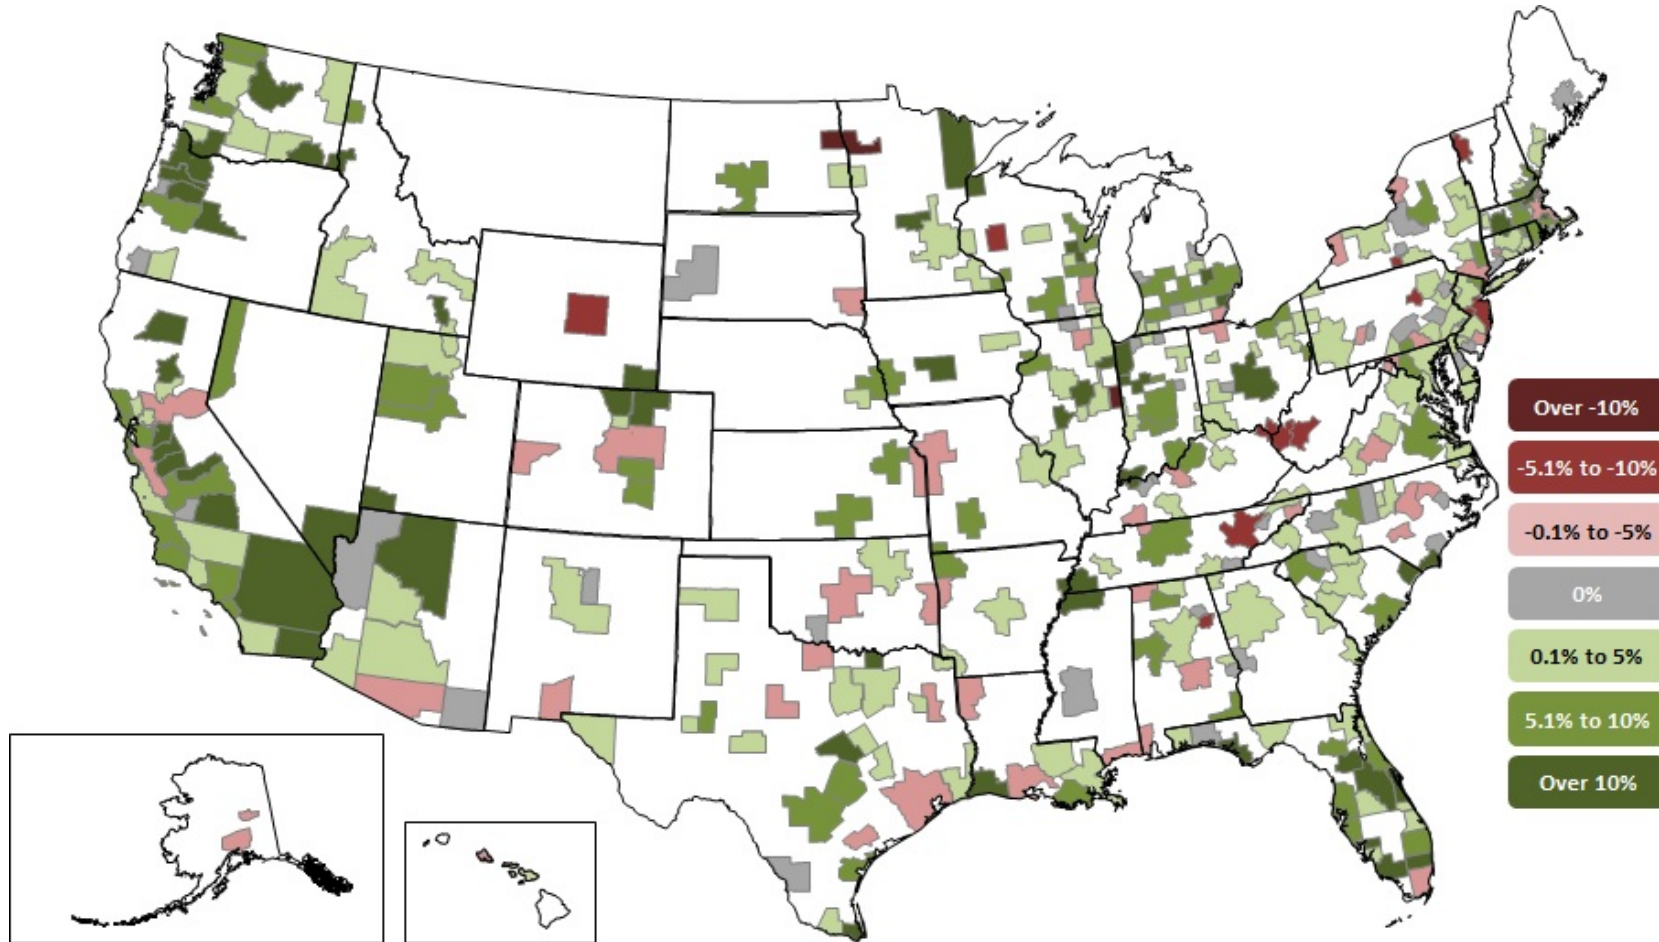 Over -10%
-5.1% to -10%
-0.1% to -5%
0%
0.1% to 5%
5.1% to 10%
Over 10%